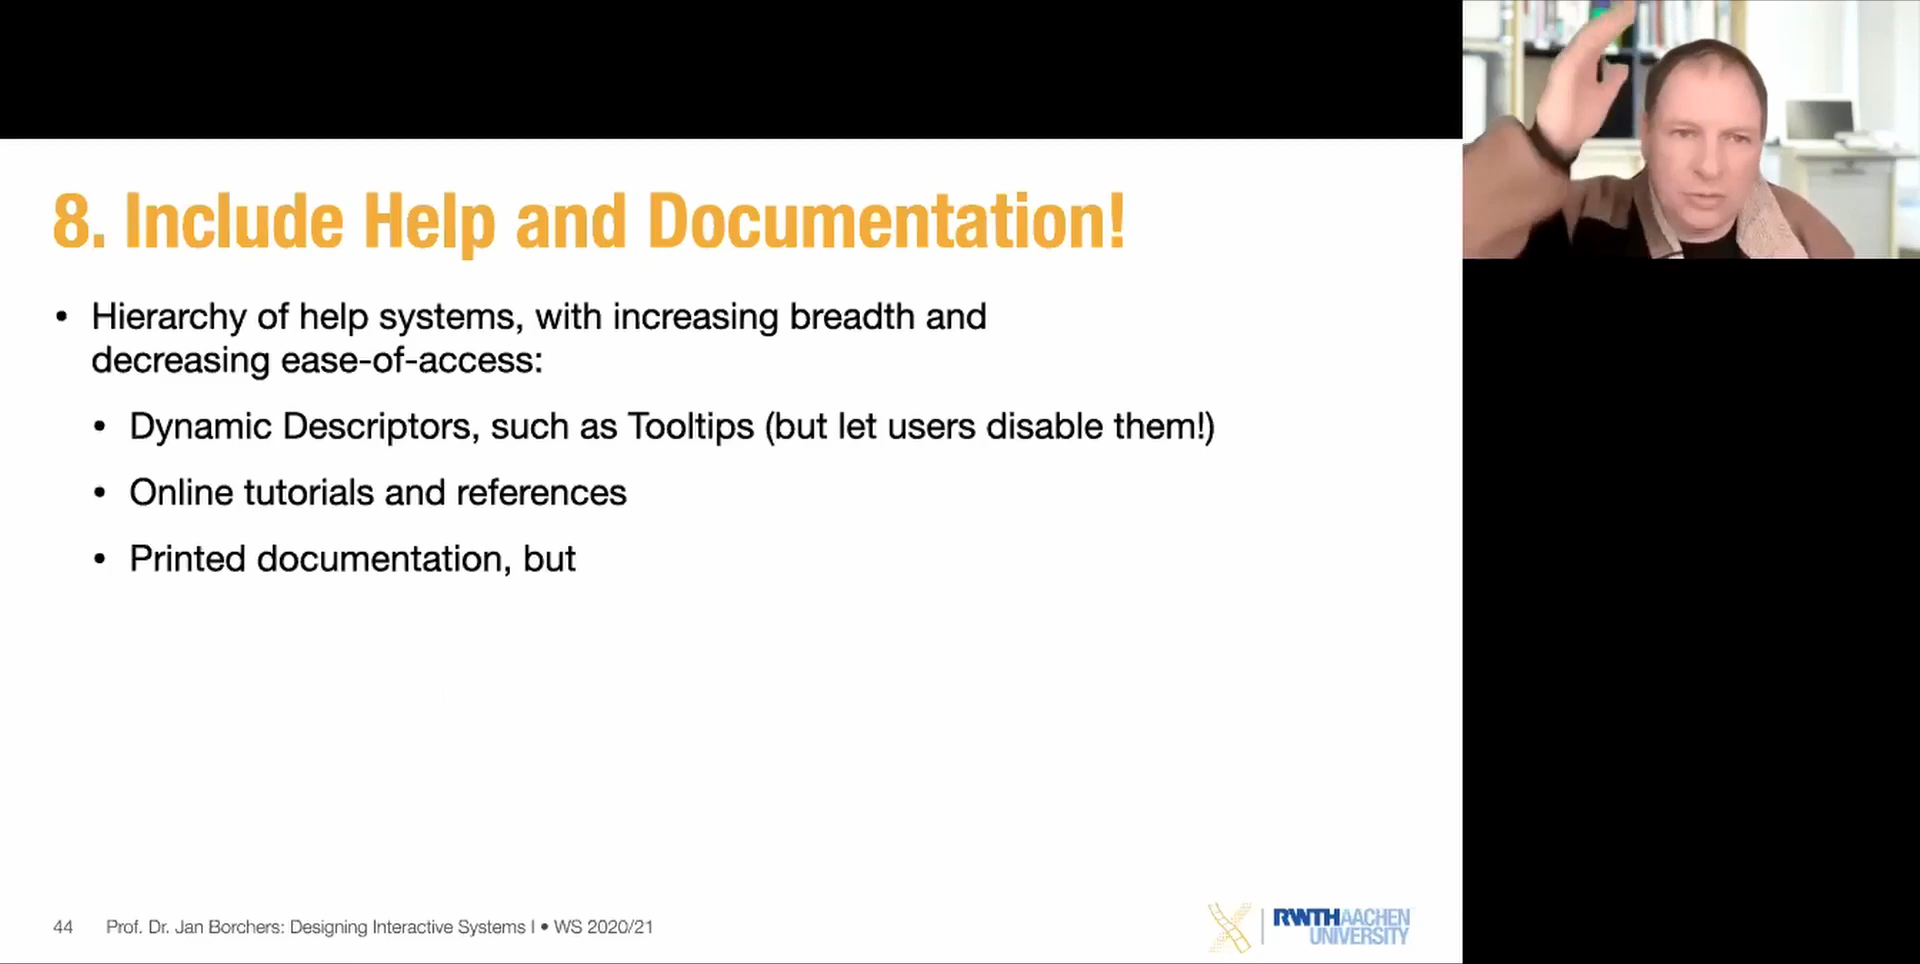 8. Include Help and Documentation!
• Hierarchy of help systems, with increasing breadth and
decreasing ease-of-access:
• Dynamic Descriptors, such as Tooltips (but let users disable them!)
• Online tutorials and references
• Printed documentation, but
44 Prof. Dr. Jan Borchers: Designing Interactive Systems I • WS 2020/21
RWTHAACHEN
UNIVERSITY